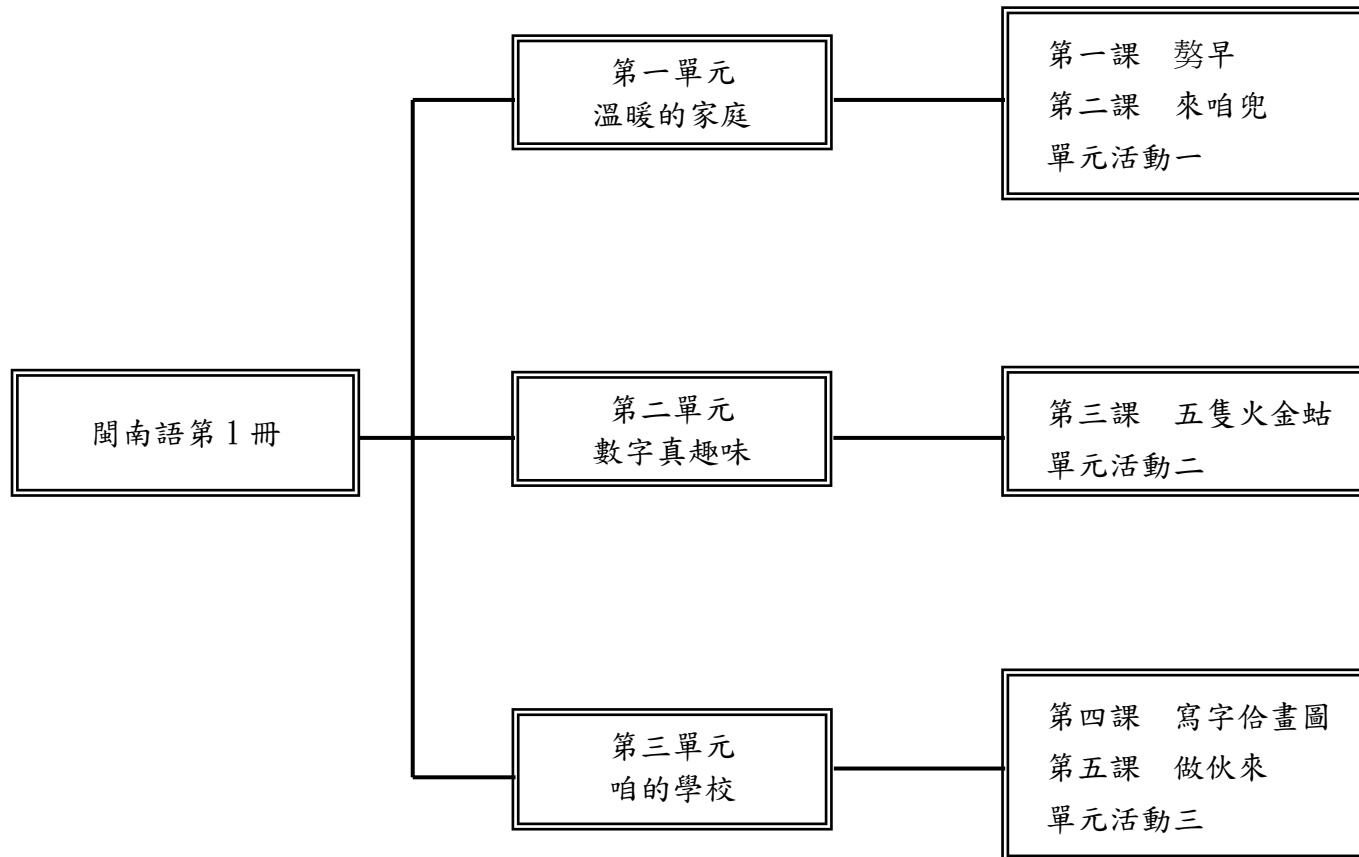 閩南語第1冊
第一單元
溫暖的家庭
第一課　𠢕早
第二課　來咱兜
單元活動一
第二單元
數字真趣味
第三課　五隻火金蛄
單元活動二
第三單元
咱的學校
第四課　寫字佮畫圖
第五課　做伙來
單元活動三